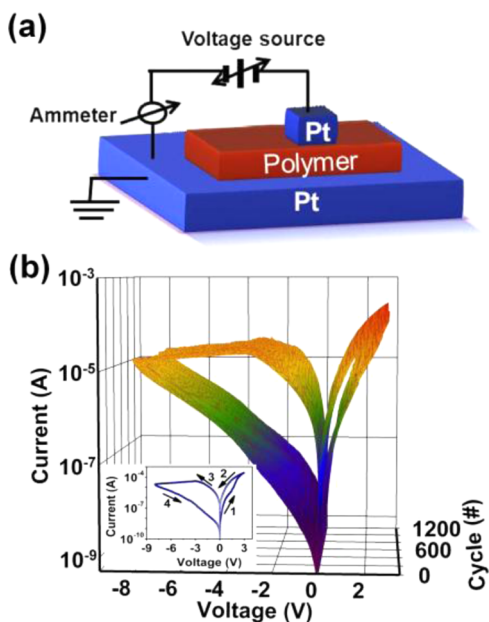 (a)
Voltage source
Ammeter
Pt
Polymer
Pt
(b)
10⁻³
10⁻⁵
10⁻⁷
10⁻⁹
Current (A)
-8 -6 -4 -2 0 2
Voltage (V)
1200
600
0
Cycle (#)
10⁻⁴
10⁻⁷
10⁻¹⁰
Current (A)
3 2
4 1
-9 -6 -3 0 3
Voltage (V)